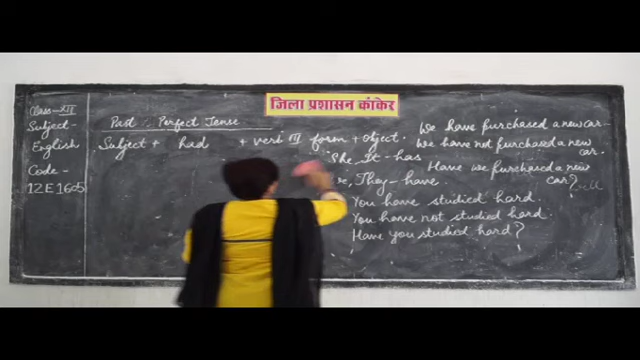 जिला प्रशासन कांकेर
Class - XII
Subject -
English
Code -
12E1605
Past Perfect Tense
Subject + had + verb III form + object.
She, It - has
They - have
We have purchased a new car.
We have not purchased a new car.
Have we purchased a new car?
You have studied hard.
You have not studied hard.
Have you studied hard?